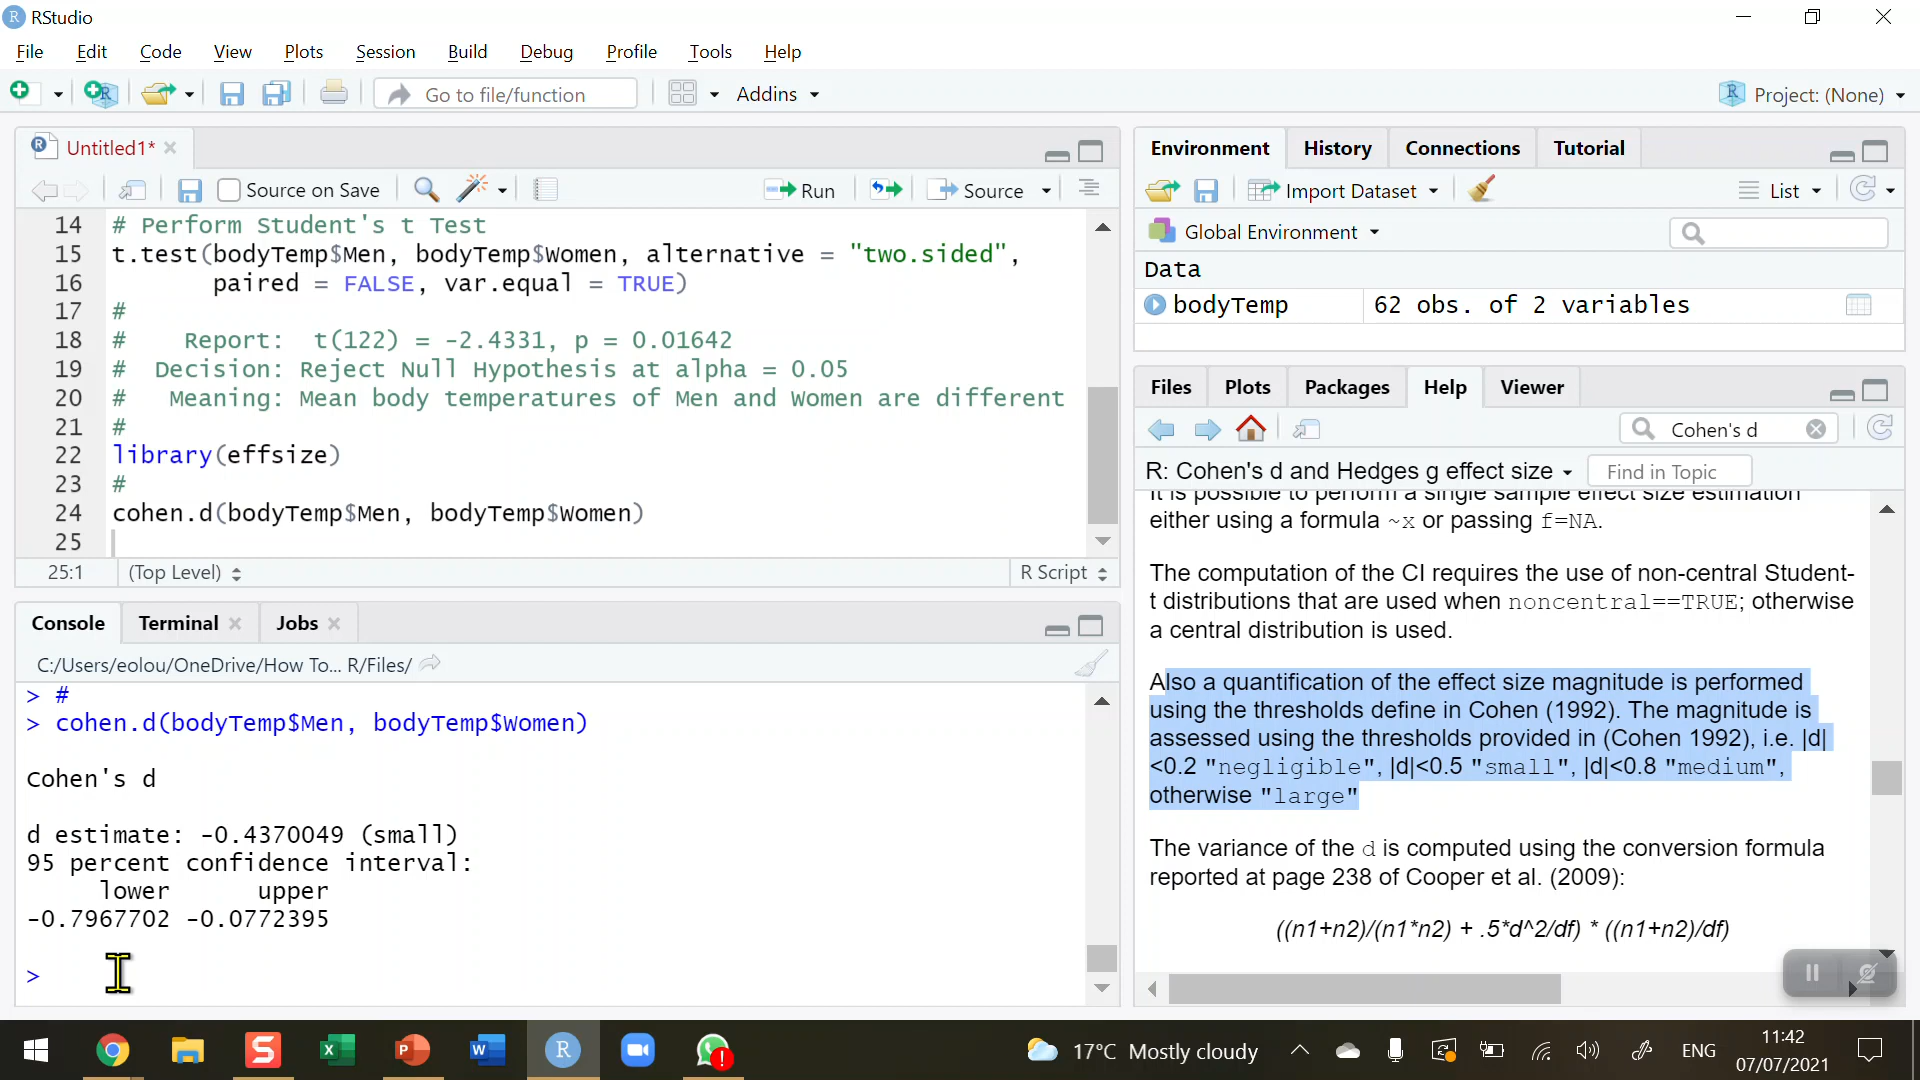 RStudio
File Edit Code View Plots Session Build Debug Profile Tools Help
Go to file/function Addins Project: (None)
Untitled1*
Source on Save Run Source
14 # Perform Student's t Test
15 t.test(bodyTemp$Men, bodyTemp$Women, alternative = "two.sided",
16 paired = FALSE, var.equal = TRUE)
17 #
18 # Report: t(122) = -2.4331, p = 0.01642
19 # Decision: Reject Null Hypothesis at alpha = 0.05
20 # Meaning: Mean body temperatures of Men and Women are different
21 #
22 library(effsize)
23 #
24 cohen.d(bodyTemp$Men, bodyTemp$Women)
25
25:1 (Top Level) R Script
Console Terminal Jobs
C:/Users/eolou/OneDrive/How To... R/Files/
> #
> cohen.d(bodyTemp$Men, bodyTemp$Women)
Cohen's d
d estimate: -0.4370049 (small)
95 percent confidence interval:
lower upper
-0.7967702 -0.0772395
>
Environment History Connections Tutorial
Import Dataset List
Global Environment
Data
bodyTemp 62 obs. of 2 variables
Files Plots Packages Help Viewer
Cohen's d
R: Cohen's d and Hedges g effect size Find in Topic
It is possible to perform a single sample effect size estimation
either using a formula ~x or passing f=NA.
The computation of the CI requires the use of non-central Student-
t distributions that are used when noncentral==TRUE; otherwise
a central distribution is used.
Also a quantification of the effect size magnitude is performed
using the thresholds define in Cohen (1992). The magnitude is
assessed using the thresholds provided in (Cohen 1992), i.e. |d|
<0.2 "negligible", |d|<0.5 "small", |d|<0.8 "medium",
otherwise "large"
The variance of the d is computed using the conversion formula
reported at page 238 of Cooper et al. (2009):
((n1+n2)/(n1*n2) + .5*d^2/df) * ((n1+n2)/df)
17°C Mostly cloudy ENG 11:42
07/07/2021